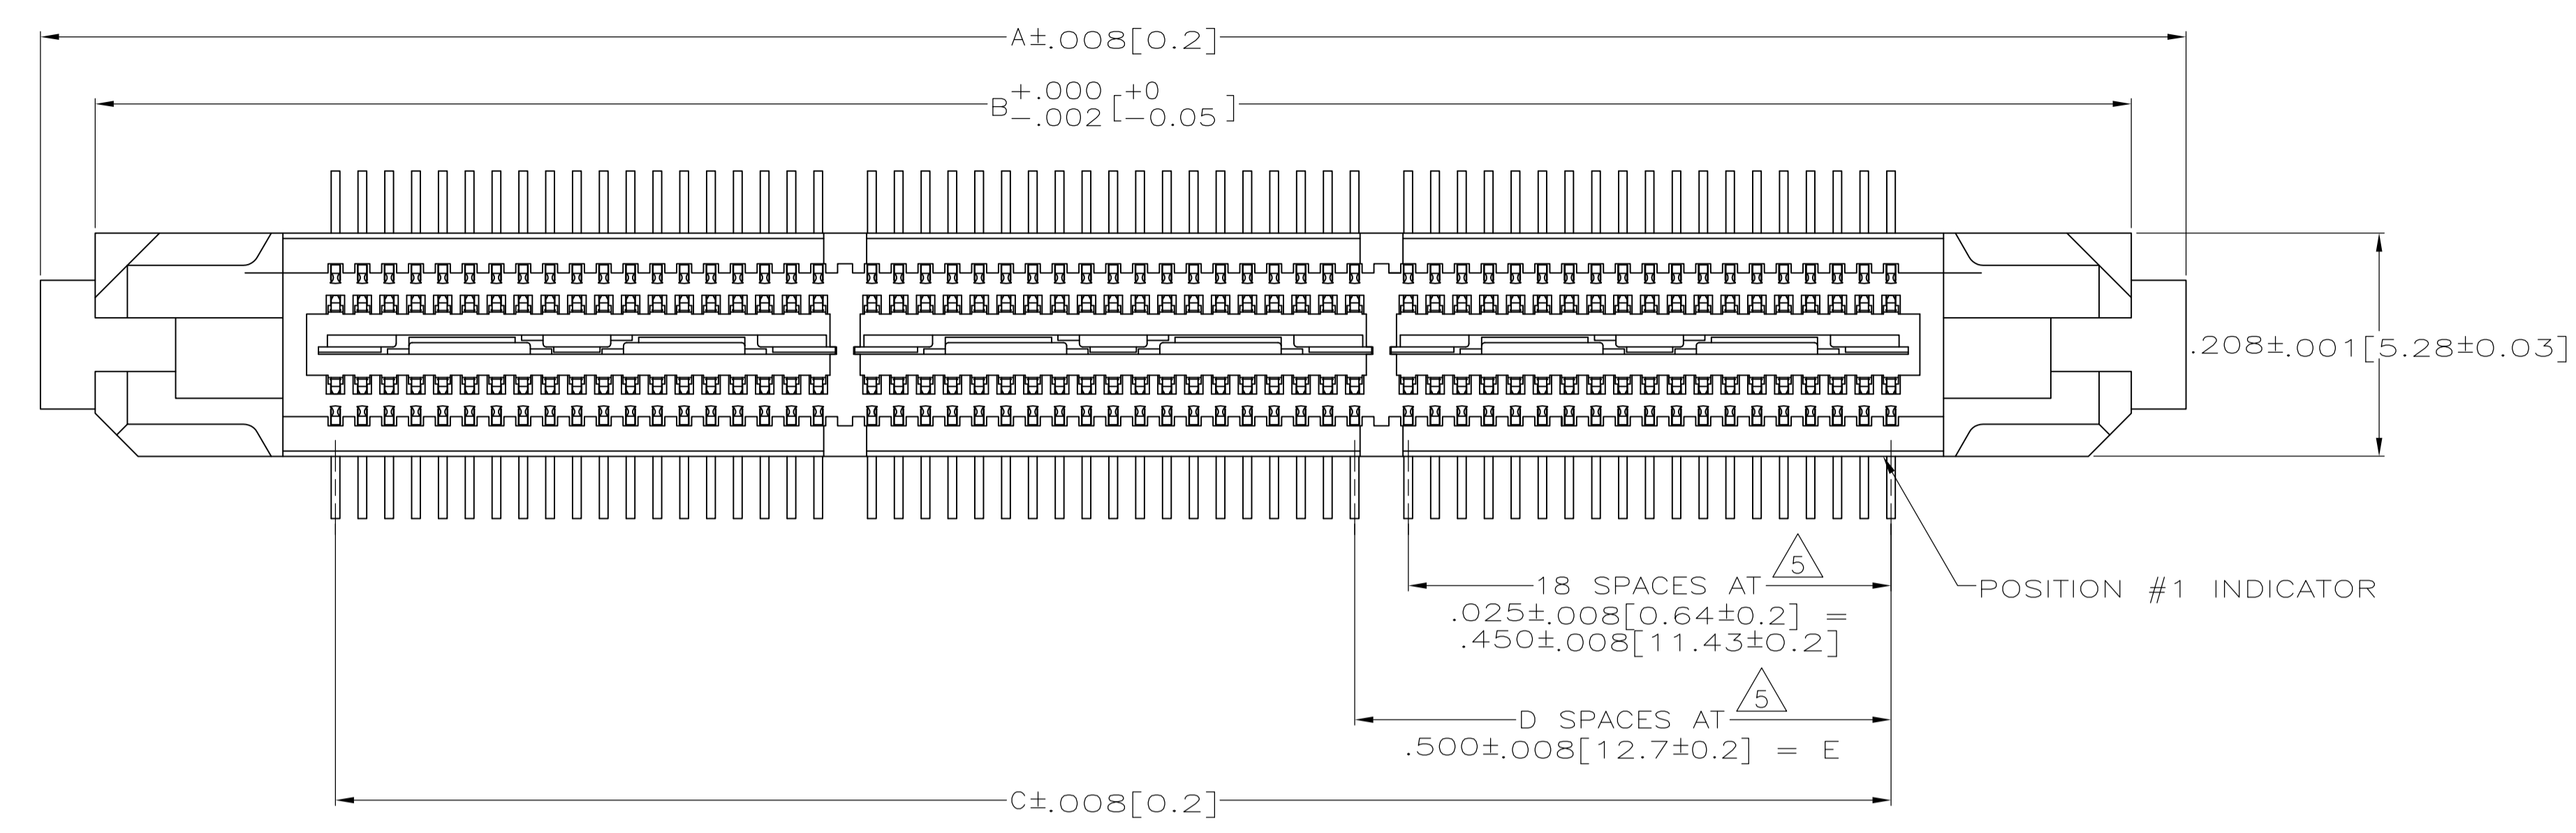 A±.008[0.2]
B +.000 -.002 [+0 -0.05]
.208±.001[5.28±0.03]
5
18 SPACES AT
.025±.008[0.64±0.2] =
.450±.008[11.43±0.2]
POSITION #1 INDICATOR
5
D SPACES AT
.500±.008[12.7±0.2] = E
C±.008[0.2]